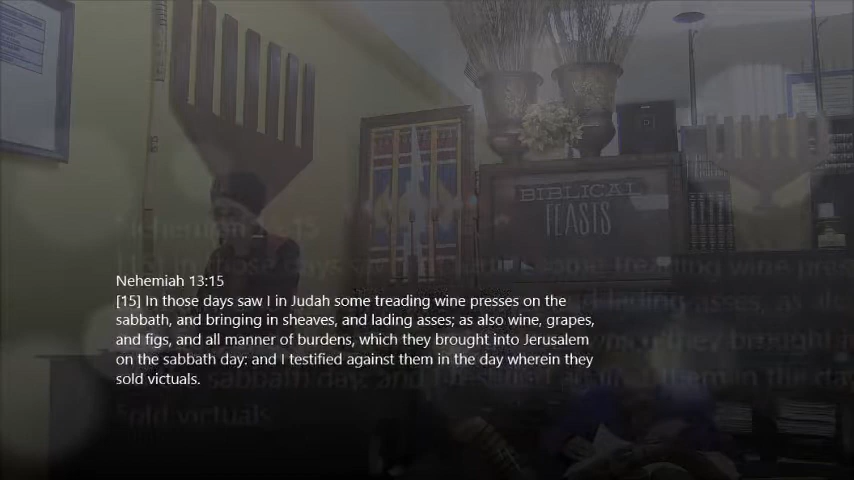 BIBLICAL
FEASTS
Nehemiah 13:15
[15] In those days saw I in Judah some treading wine presses on the
sabbath, and bringing in sheaves, and lading asses; as also wine, grapes,
and figs, and all manner of burdens, which they brought into Jerusalem
on the sabbath day: and I testified against them in the day wherein they
sold victuals.